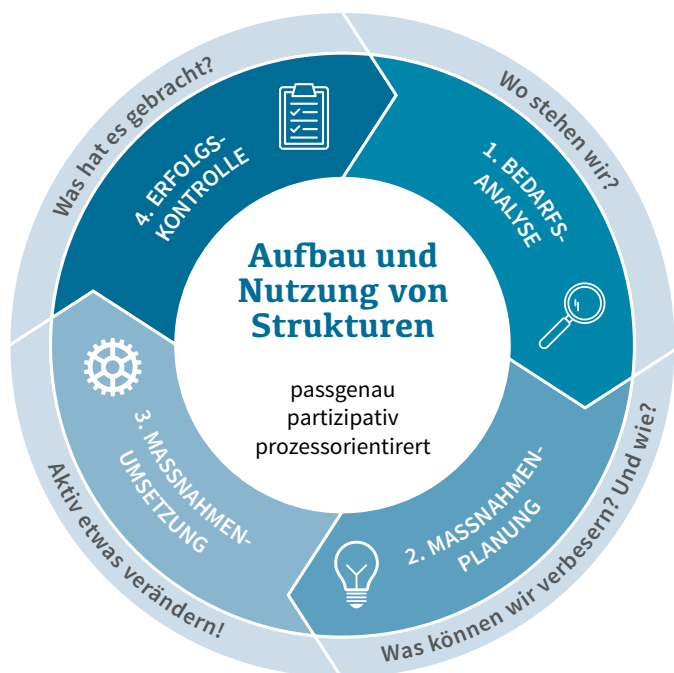 Aufbau und
Nutzung von
Strukturen
passgenau
partizipativ
prozessorientirert
Wo stehen wir?
1. BEDARFS-
ANALYSE
Was können wir verbesern? Und wie?
2. MASSNAHMEN-
PLANUNG
Aktiv etwas verändern!
3. MASSNAHMEN-
UMSETZUNG
Was hat es gebracht?
4. ERFOLGS-
KONTROLLE